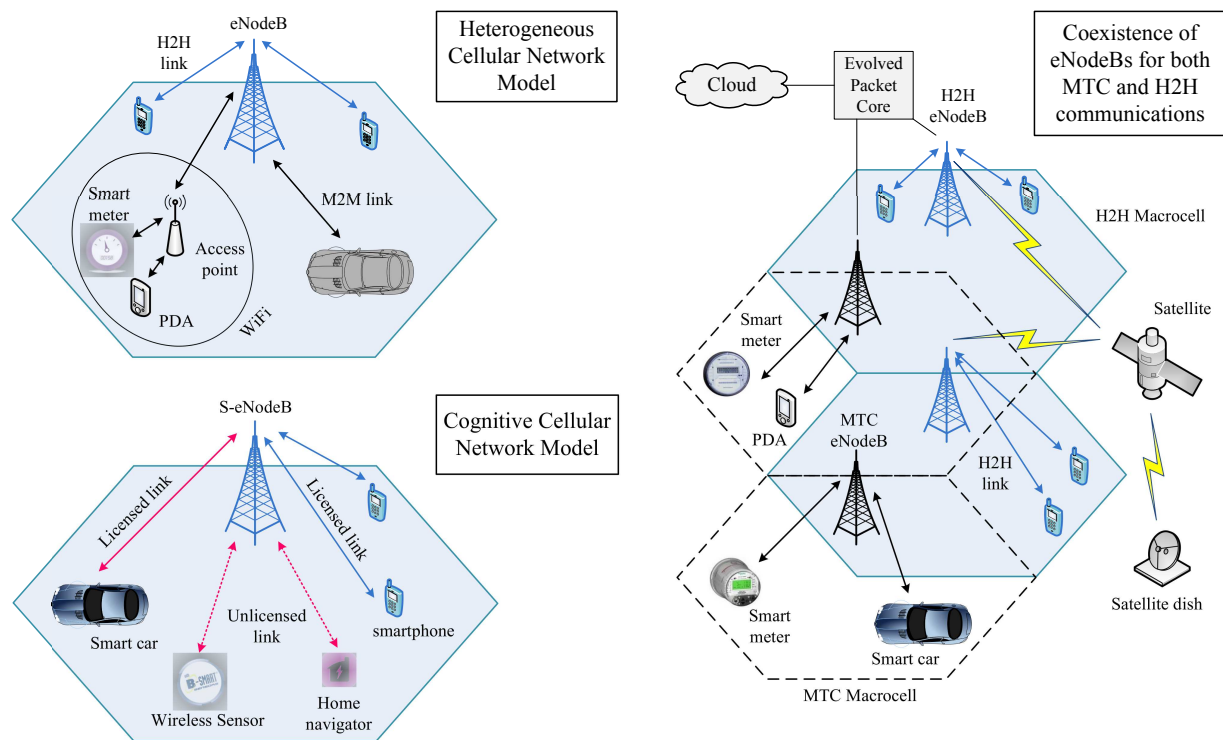 eNodeB
H2H
link
Heterogeneous
Cellular Network
Model
Smart
meter
M2M link
Access
point
PDA
WiFi
S-eNodeB
Cognitive Cellular
Network Model
Licensed link
Licensed link
Unlicensed
link
Smart car
smartphone
B-SMART
Wireless Sensor
Home
navigator
Coexistence of
eNodeBs for both
MTC and H2H
communications
Cloud
Evolved
Packet
Core
H2H
eNodeB
H2H Macrocell
Smart
meter
Satellite
PDA
MTC
eNodeB
H2H
link
Smart
meter
Smart car
Satellite dish
MTC Macrocell